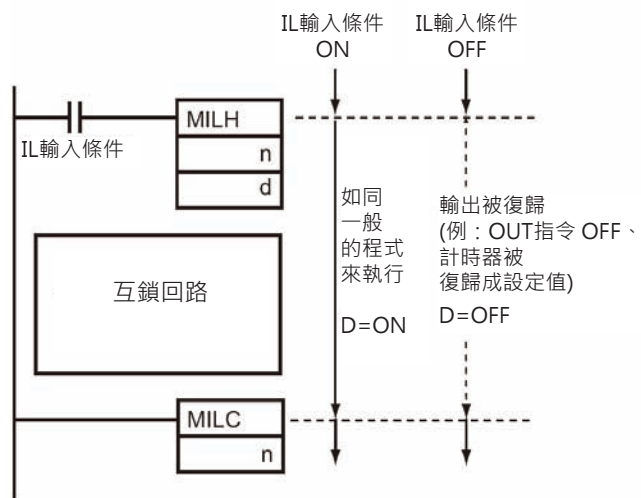 IL輸入條件
ON
IL輸入條件
OFF
MILH
n
d
IL輸入條件
如同
一般
的程式
來執行
D=ON
輸出被復歸
(例：OUT指令 OFF、
計時器被
復歸成設定值)
D=OFF
互鎖回路
MILC
n